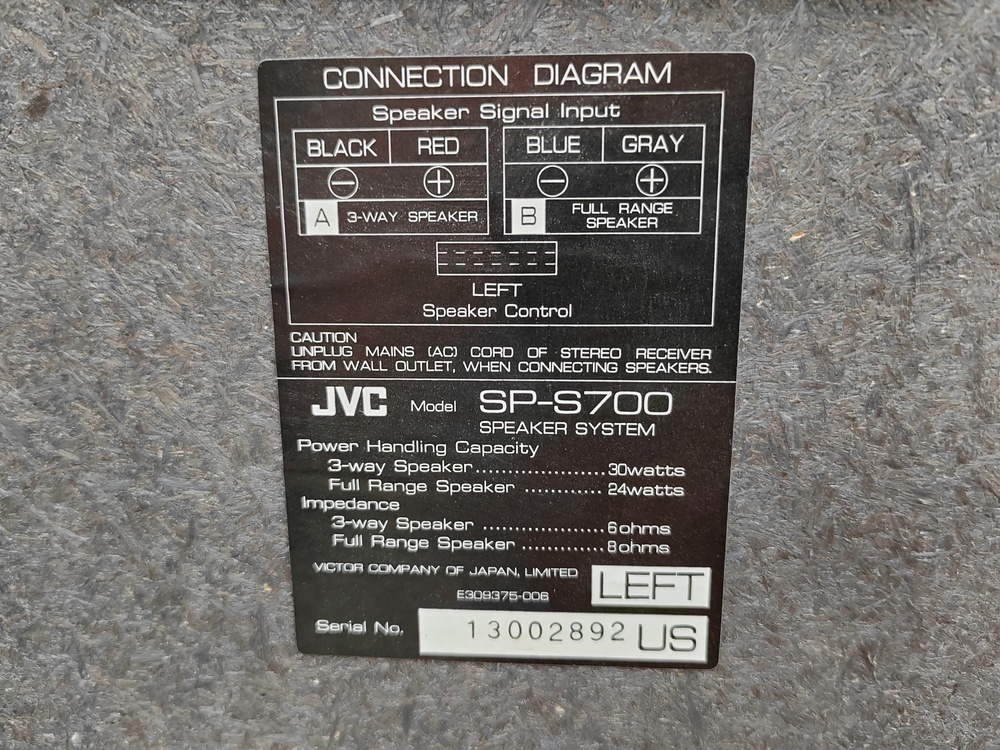 CONNECTION DIAGRAM
Speaker Signal Input
BLACK RED BLUE GRAY
− + − +
A 3-WAY SPEAKER B FULL RANGE
SPEAKER
LEFT
Speaker Control
CAUTION
UNPLUG MAINS (AC) CORD OF STEREO RECEIVER
FROM WALL OUTLET, WHEN CONNECTING SPEAKERS.
JVC Model SP-S700
SPEAKER SYSTEM
Power Handling Capacity
3-way Speaker....................30watts
Full Range Speaker ............24watts
Impedance
3-way Speaker ...................6ohms
Full Range Speaker .............8ohms
VICTOR COMPANY OF JAPAN, LIMITED LEFT
E309375-006
Serial No. 13002892 US